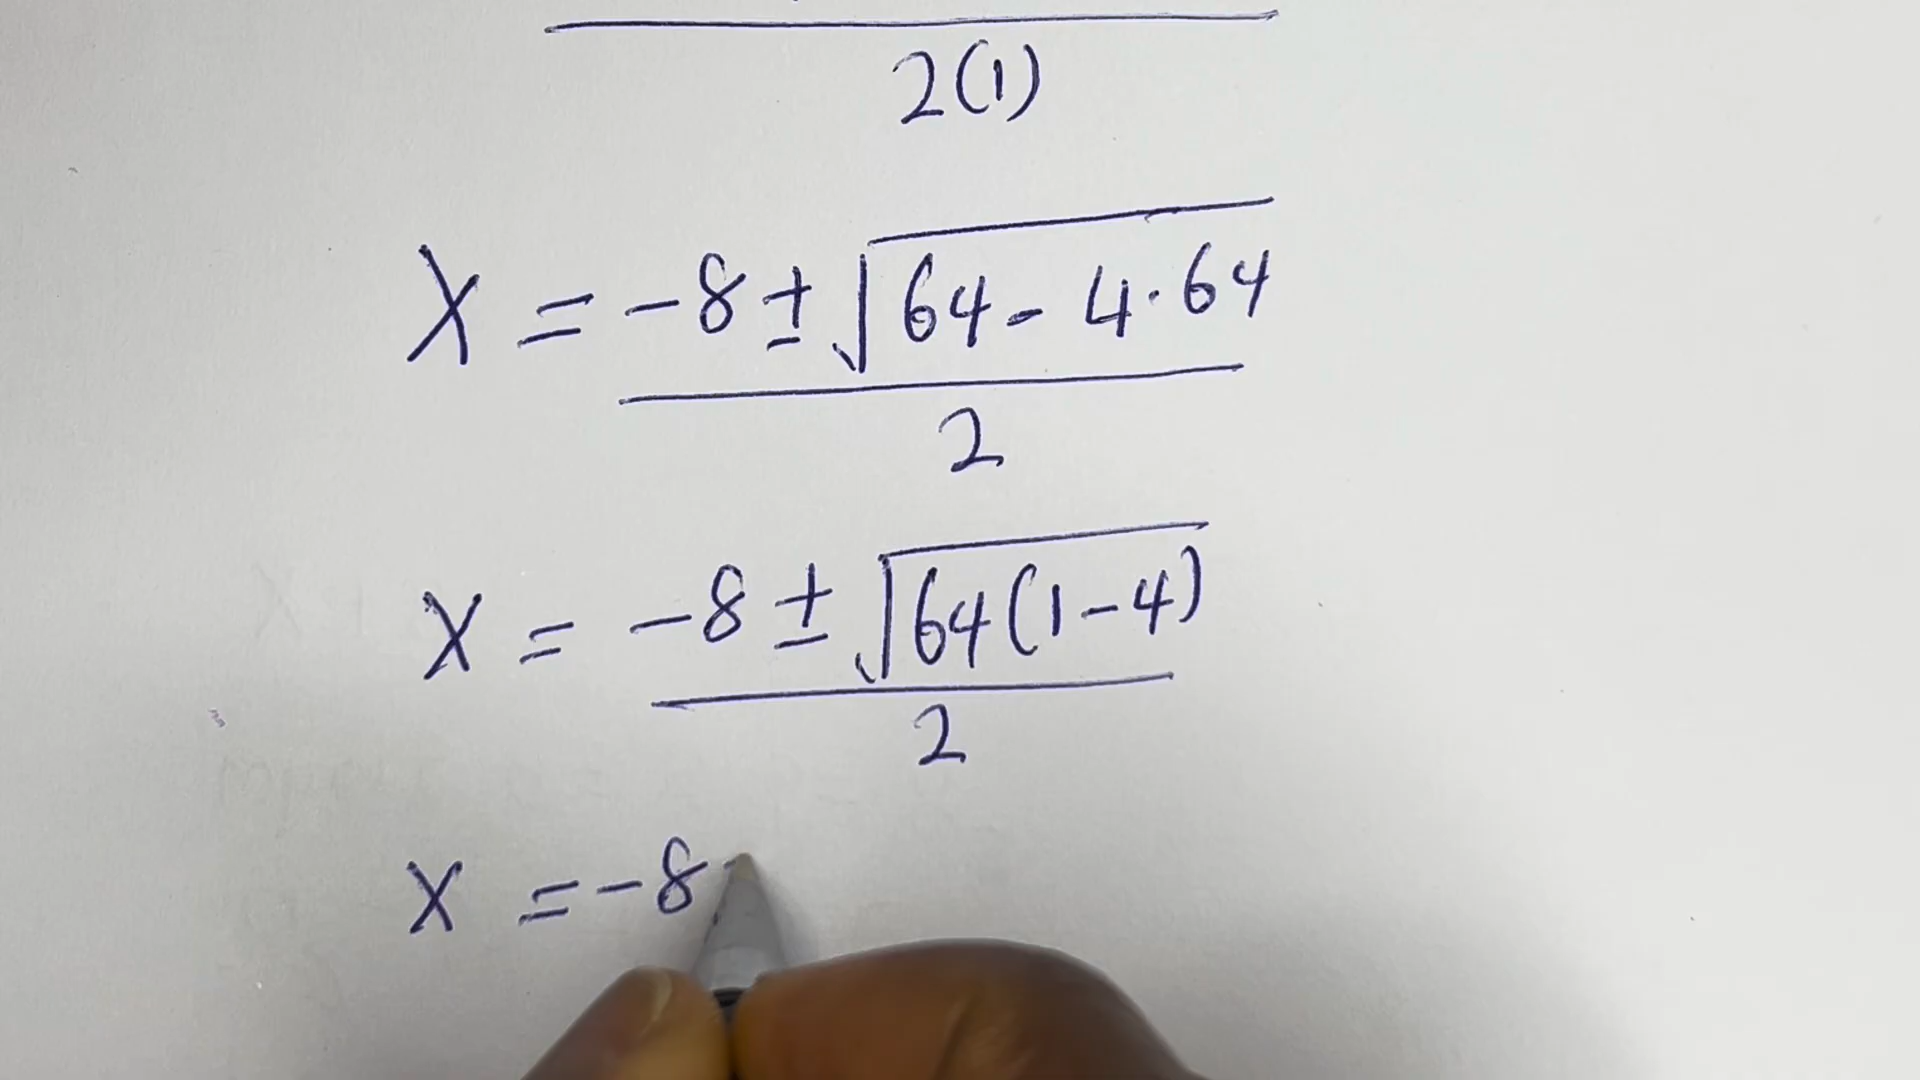 2(1)
X = -8 ± √64 - 4·64
2
X = -8 ± √64(1-4)
2
X = -8